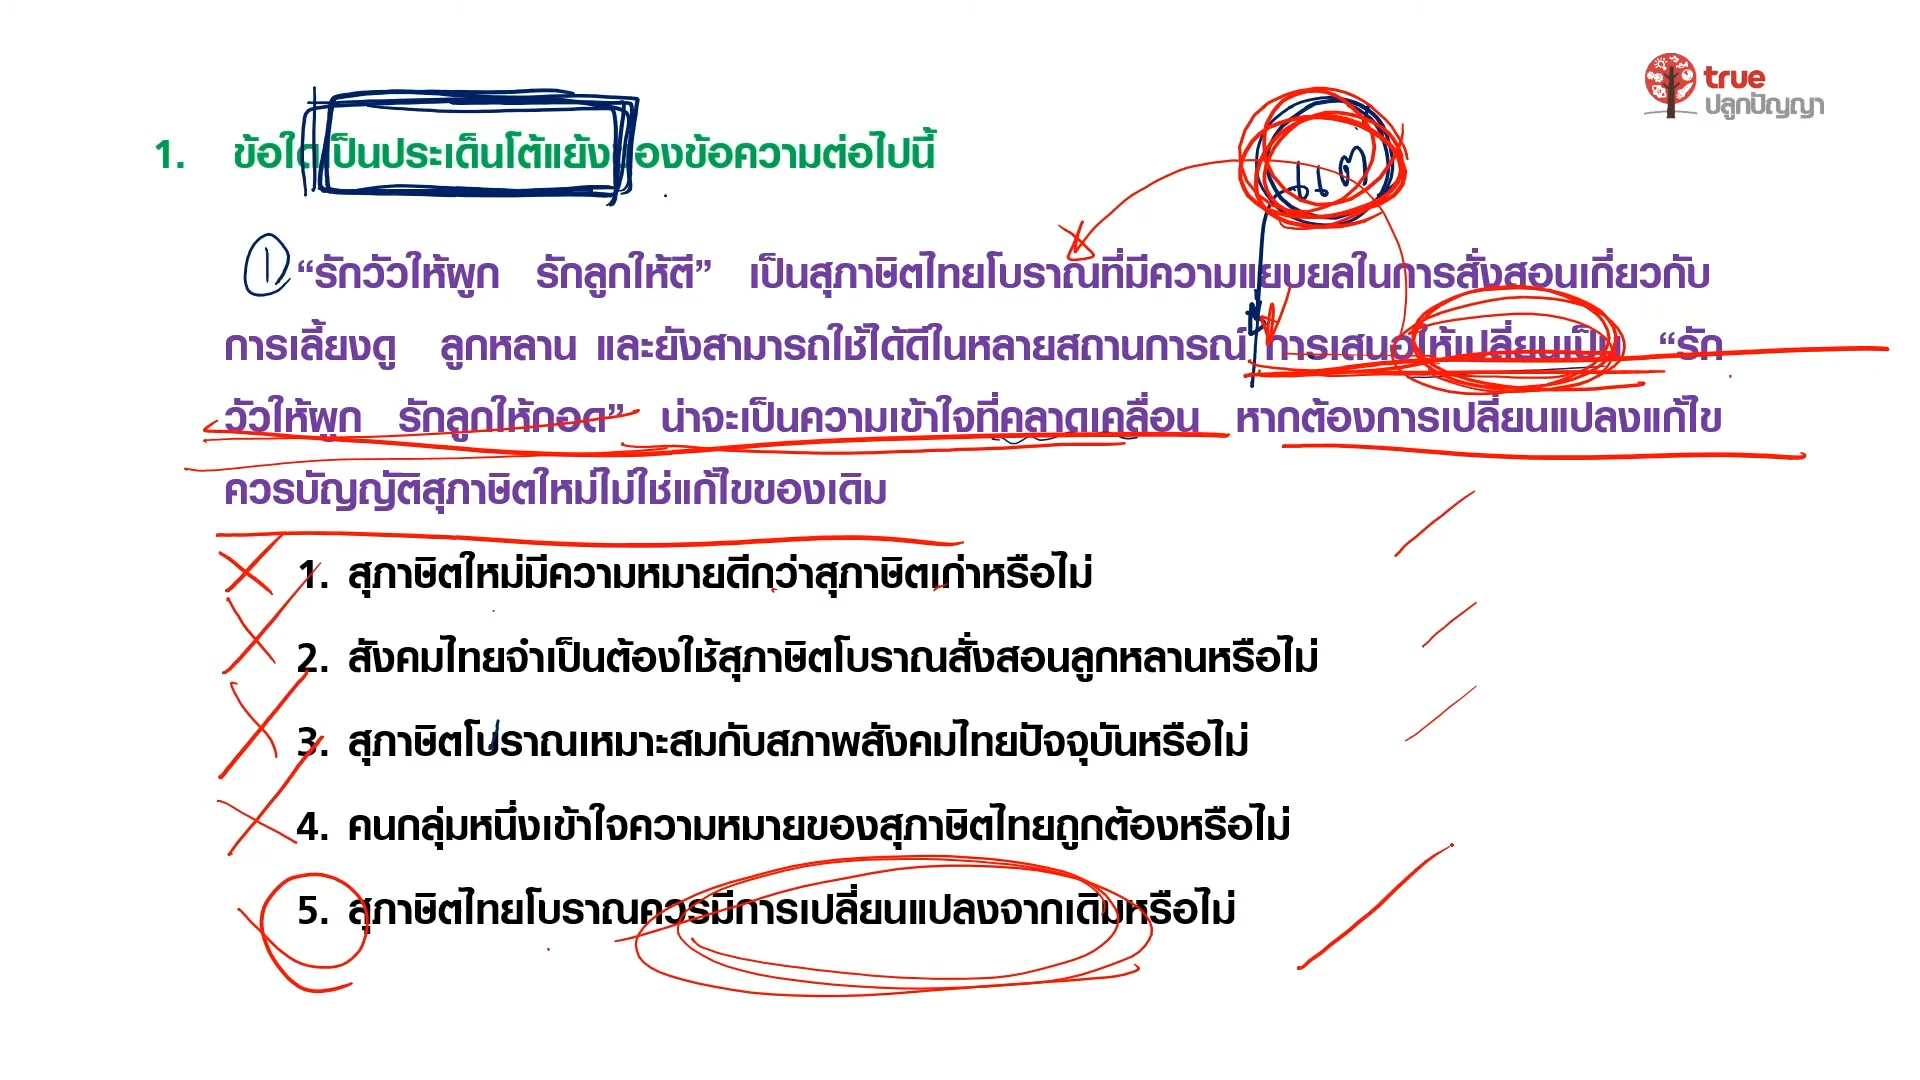 true
ปลูกปัญญา
1. ข้อใดเป็นประเด็นโต้แย้งของข้อความต่อไปนี้
แต่
① “รักวัวให้ผูก รักลูกให้ตี” เป็นสุภาษิตไทยโบราณที่มีความแยบยลในการสั่งสอนเกี่ยวกับ
การเลี้ยงดู ลูกหลาน และยังสามารถใช้ได้ดีในหลายสถานการณ์ การเสนอให้เปลี่ยนเป็น “รัก
วัวให้ผูก รักลูกให้กอด” น่าจะเป็นความเข้าใจที่คลาดเคลื่อน หากต้องการเปลี่ยนแปลงแก้ไข
ควรบัญญัติสุภาษิตใหม่ไม่ใช่แก้ไขของเดิม
1. สุภาษิตใหม่มีความหมายดีกว่าสุภาษิตเก่าหรือไม่
2. สังคมไทยจำเป็นต้องใช้สุภาษิตโบราณสั่งสอนลูกหลานหรือไม่
3. สุภาษิตโบราณเหมาะสมกับสภาพสังคมไทยปัจจุบันหรือไม่
4. คนกลุ่มหนึ่งเข้าใจความหมายของสุภาษิตไทยถูกต้องหรือไม่
5. สุภาษิตไทยโบราณควรมีการเปลี่ยนแปลงจากเดิมหรือไม่